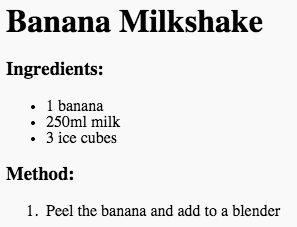 Banana Milkshake
Ingredients:
• 1 banana
• 250ml milk
• 3 ice cubes
Method:
1. Peel the banana and add to a blender